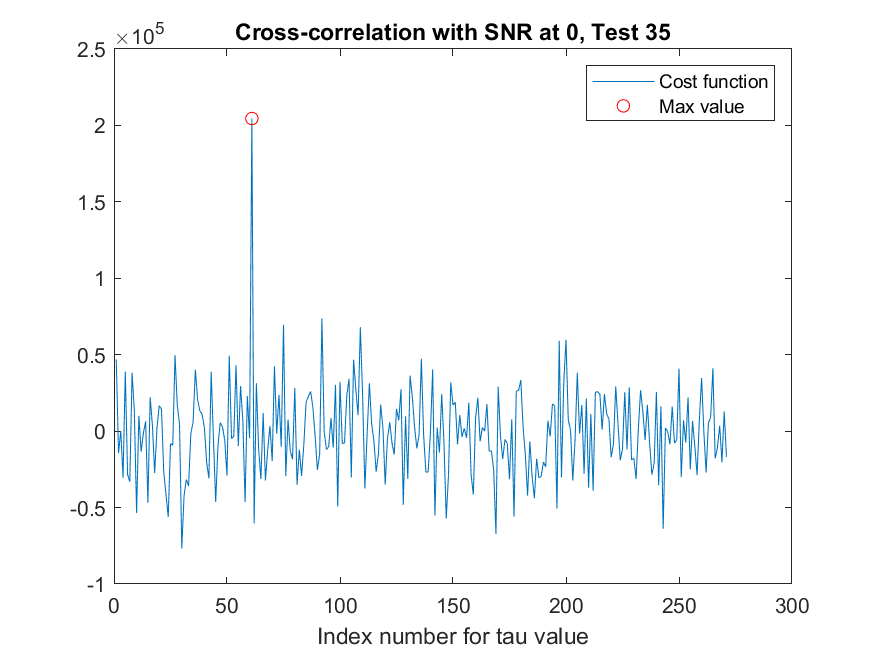 Cross-correlation with SNR at 0, Test 35
×10^5
2.5
2
1.5
1
0.5
0
-0.5
-1
Cost function
Max value
0 50 100 150 200 250 300
Index number for tau value